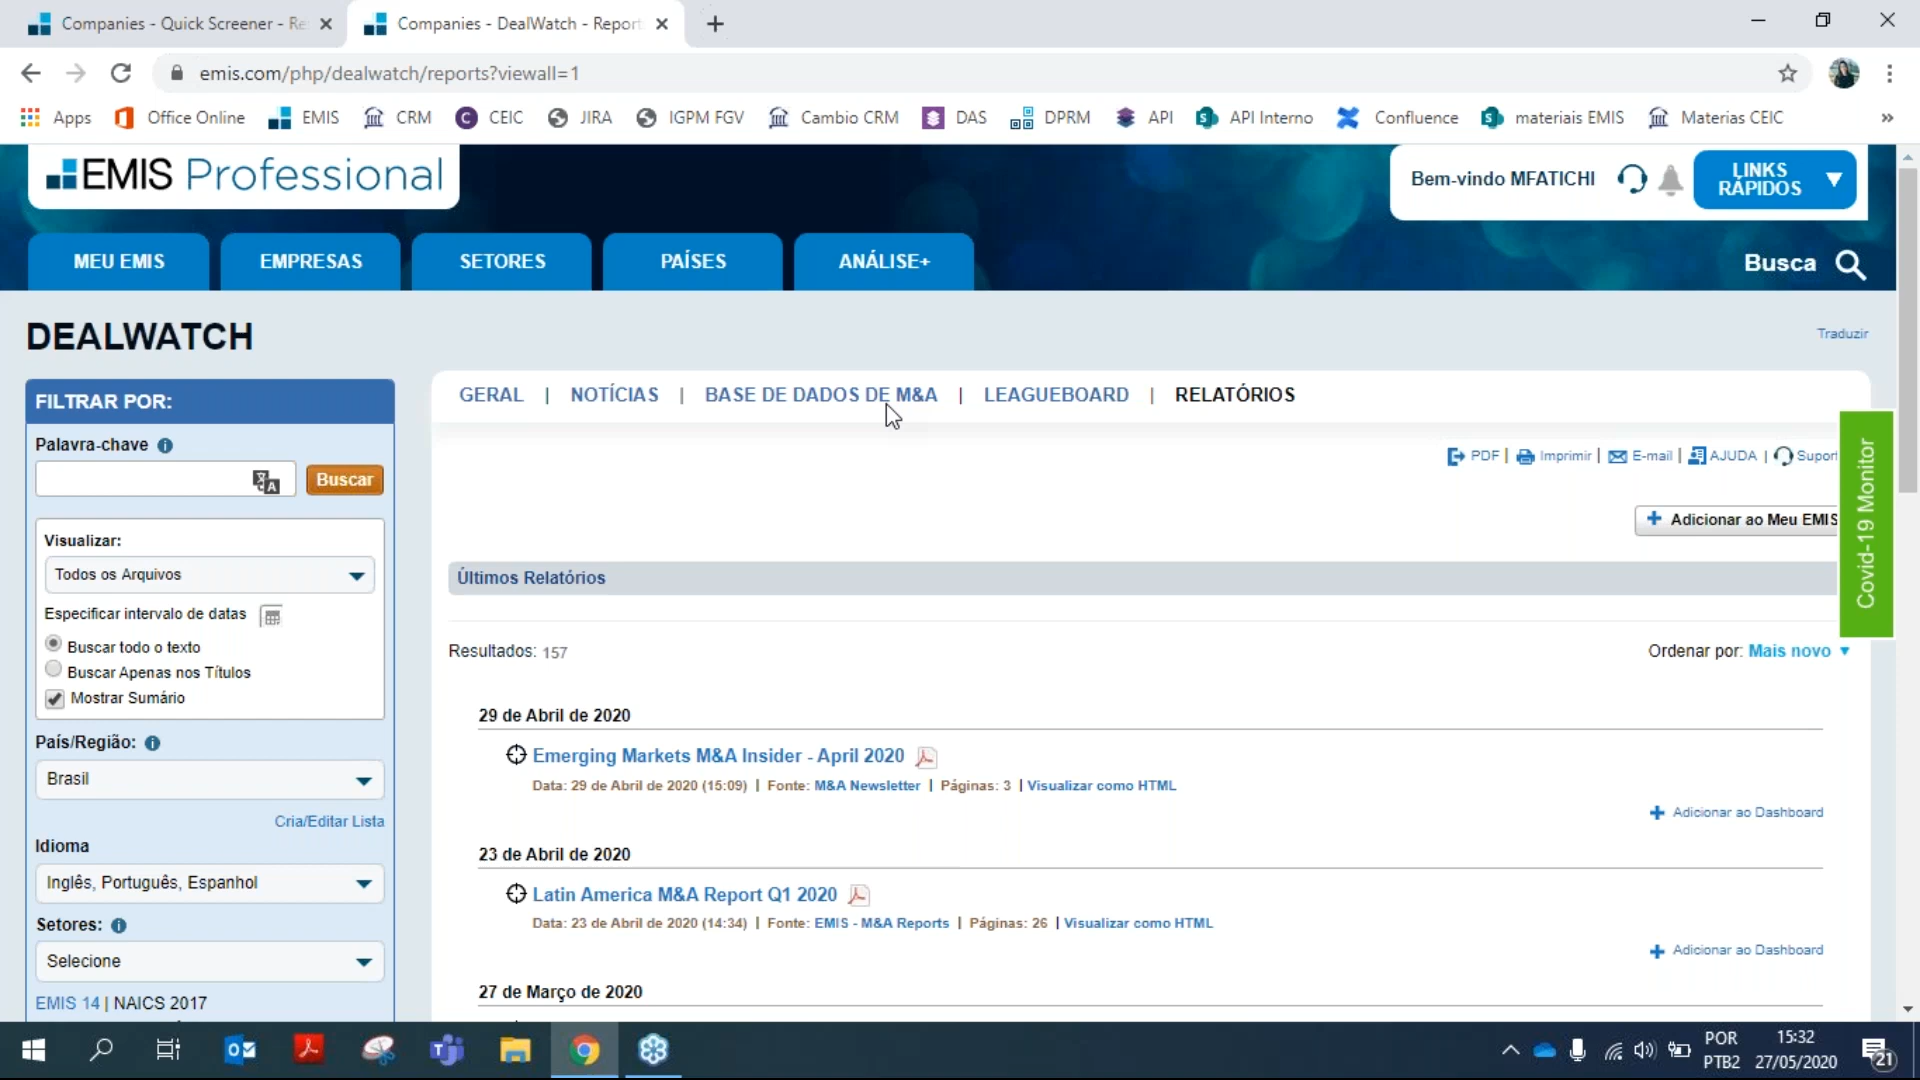 Companies - Quick Screener - Re
Companies - DealWatch - Report
emis.com/php/dealwatch/reports?viewall=1
Apps Office Online EMIS CRM CEIC JIRA IGPM FGV Cambio CRM DAS DPRM API API Interno Confluence materiais EMIS Materias CEIC »
EMIS Professional
Bem-vindo MFATICHI
LINKS
RÁPIDOS
MEU EMIS
EMPRESAS
SETORES
PAÍSES
ANÁLISE+
Busca
DEALWATCH
Traduzir
FILTRAR POR:
Palavra-chave
Buscar
Visualizar:
Todos os Arquivos
Especificar intervalo de datas
Buscar todo o texto
Buscar Apenas nos Títulos
Mostrar Sumário
País/Região:
Brasil
Cria/Editar Lista
Idioma
Inglês, Português, Espanhol
Setores:
Selecione
EMIS 14 | NAICS 2017
GERAL | NOTÍCIAS | BASE DE DADOS DE M&A | LEAGUEBOARD | RELATÓRIOS
PDF | Imprimir | E-mail | AJUDA | Suport
Adicionar ao Meu EMIS
Covid-19 Monitor
Últimos Relatórios
Resultados: 157
Ordenar por: Mais novo
29 de Abril de 2020
Emerging Markets M&A Insider - April 2020
Data: 29 de Abril de 2020 (15:09) | Fonte: M&A Newsletter | Páginas: 3 | Visualizar como HTML
Adicionar ao Dashboard
23 de Abril de 2020
Latin America M&A Report Q1 2020
Data: 23 de Abril de 2020 (14:34) | Fonte: EMIS - M&A Reports | Páginas: 26 | Visualizar como HTML
Adicionar ao Dashboard
27 de Março de 2020
POR
PTB2
15:32
27/05/2020
21